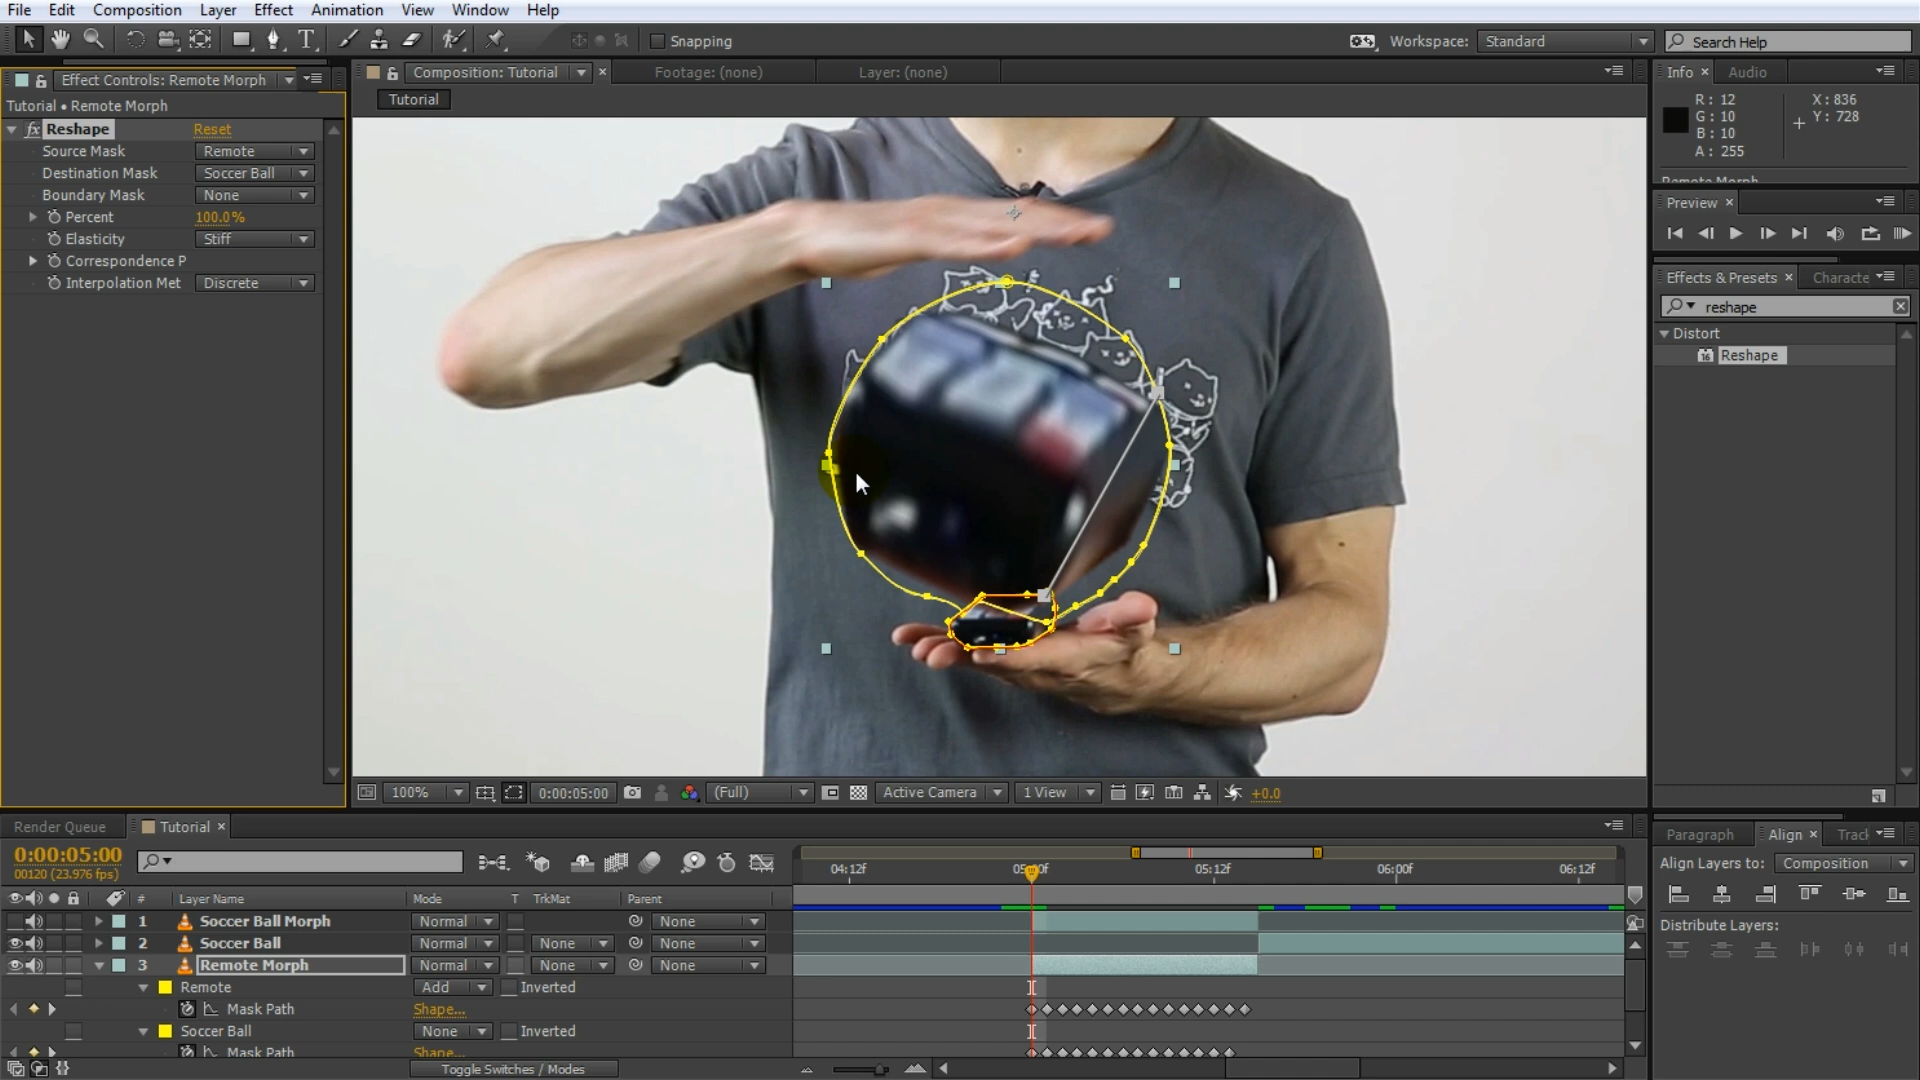 File Edit Composition Layer Effect Animation View Window Help
Snapping
Workspace: Standard
Search Help
Effect Controls: Remote Morph
Composition: Tutorial
Footage: (none)
Layer: (none)
Info
Audio
Tutorial
Tutorial • Remote Morph
fx Reshape Reset
Source Mask Remote
Destination Mask Soccer Ball
Boundary Mask None
Percent 100.0%
Elasticity Stiff
Correspondence P
Interpolation Met Discrete
R: 12
G: 10
B: 10
A: 255
X: 836
Y: 728
Preview
Effects & Presets
Characte
reshape
Distort
16 Reshape
100%
0:00:05:00
(Full)
Active Camera
1 View
+0.0
Render Queue
Tutorial
0:00:05:00
00120 (23.976 fps)
04:12f
05:12f
06:00f
06:12f
# Layer Name Mode T TrkMat Parent
1 Soccer Ball Morph Normal None
2 Soccer Ball Normal None None
3 Remote Morph Normal None None
Remote Add Inverted
Mask Path Shape...
Soccer Ball None Inverted
Mask Path Shape...
Toggle Switches / Modes
Paragraph
Align
Track
Align Layers to: Composition
Distribute Layers: